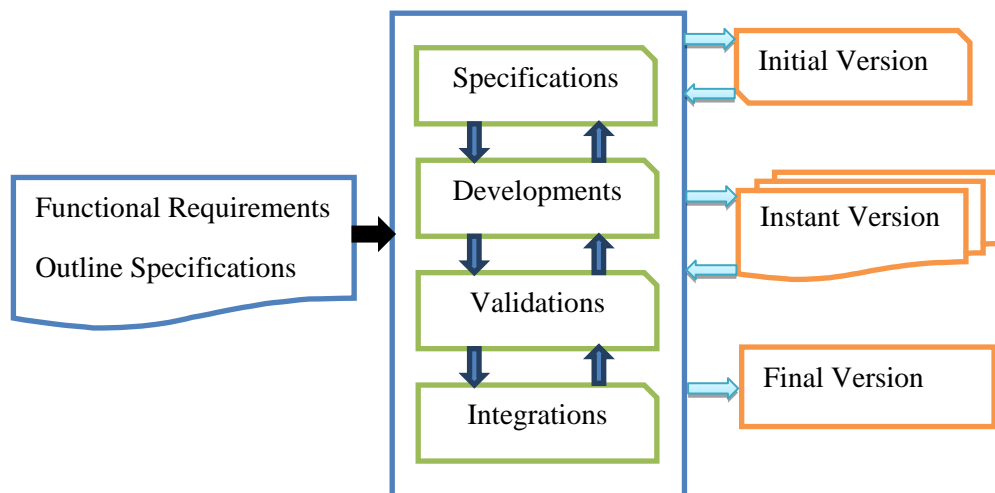 Functional Requirements
Outline Specifications
Specifications
Developments
Validations
Integrations
Initial Version
Instant Version
Final Version